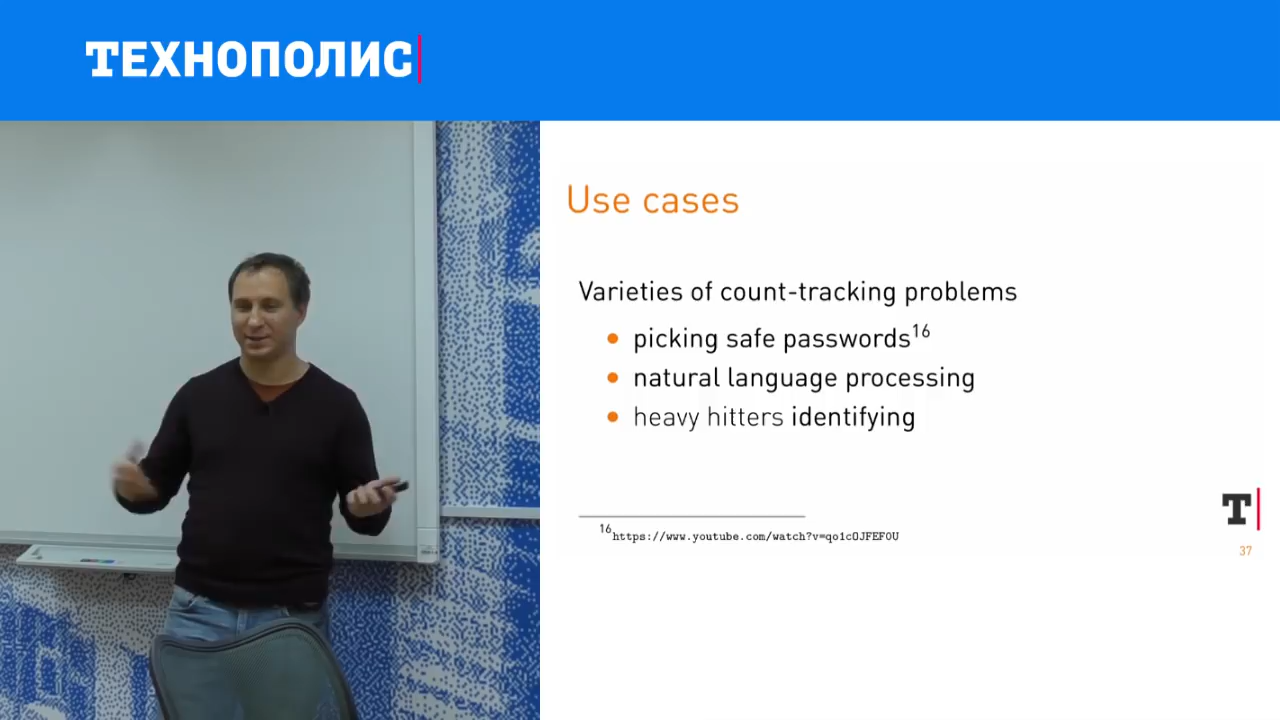 ТЕХНОПОЛИС
Use cases
Varieties of count-tracking problems
• picking safe passwords16
• natural language processing
• heavy hitters identifying
16https://www.youtube.com/watch?v=qo1cOJFEF0U
T
37